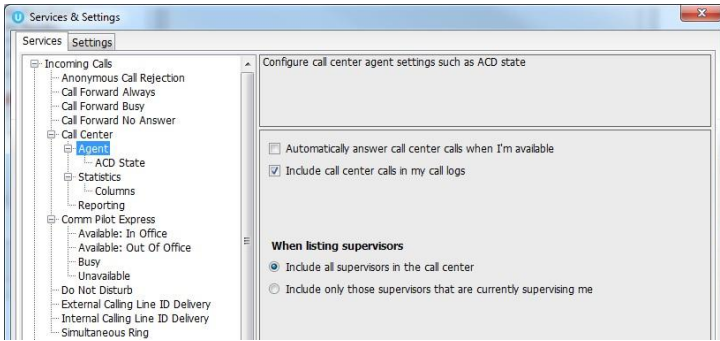 Services & Settings
Services Settings
Incoming Calls
Anonymous Call Rejection
Call Forward Always
Call Forward Busy
Call Forward No Answer
Call Center
Agent
ACD State
Statistics
Columns
Reporting
Comm Pilot Express
Available: In Office
Available: Out Of Office
Busy
Unavailable
Do Not Disturb
External Calling Line ID Delivery
Internal Calling Line ID Delivery
Simultaneous Ring
Configure call center agent settings such as ACD state
Automatically answer call center calls when I'm available
Include call center calls in my call logs
When listing supervisors
Include all supervisors in the call center
Include only those supervisors that are currently supervising me